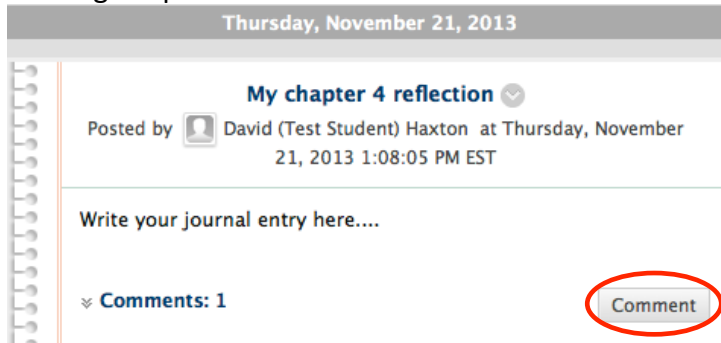 Thursday, November 21, 2013
My chapter 4 reflection
Posted by David (Test Student) Haxton at Thursday, November
21, 2013 1:08:05 PM EST
Write your journal entry here....
Comments: 1
Comment